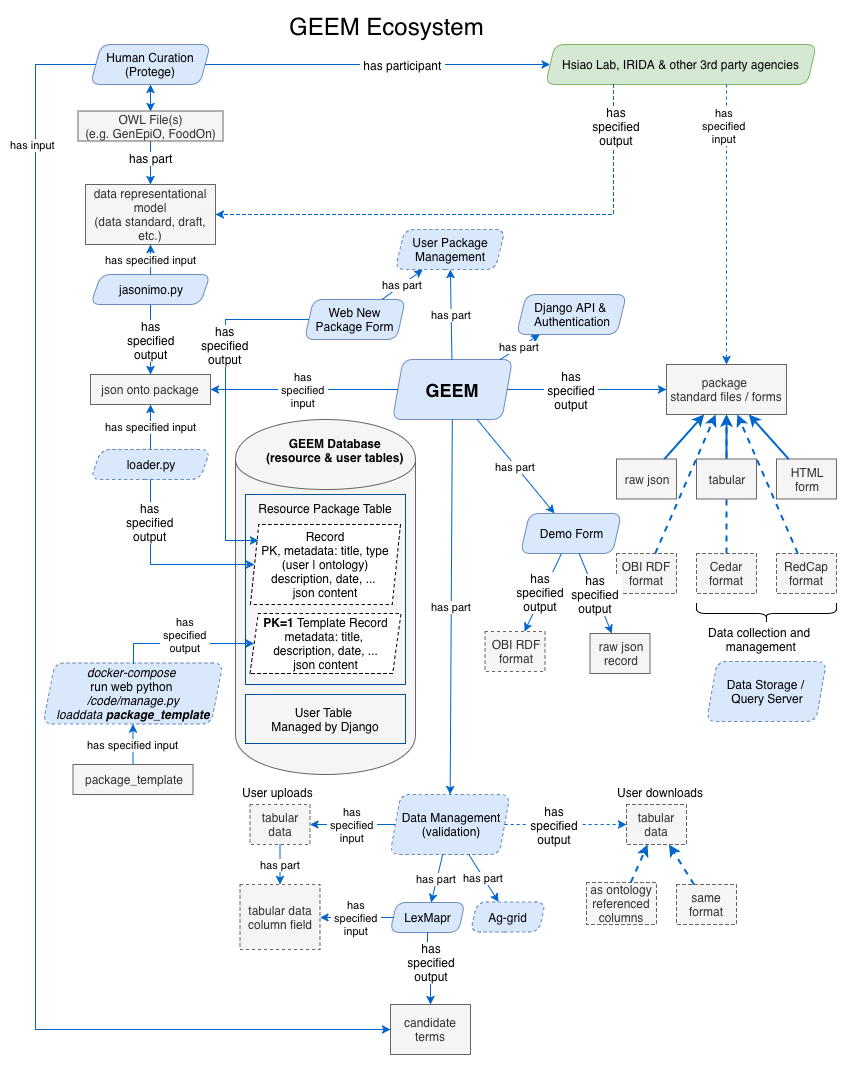 GEEM Ecosystem
Human Curation
(Protege)
has participant
Hsiao Lab, IRIDA & other 3rd party agencies
has input
OWL File(s)
(e.g. GenEpiO, FoodOn)
has part
has
specified
output
has
specified
input
data representational
model
(data standard, draft,
etc.)
has specified input
User Package
Management
has part
jasonimo.py
Web New
Package Form
has part
Django API &
Authentication
has part
has
specified
output
has
specified
output
json onto package
has
specified
input
GEEM
has
specified
output
package
standard files / forms
has specified input
loader.py
has
specified
output
GEEM Database
(resource & user tables)
has part
raw json
tabular
HTML
form
Resource Package Table
Record
PK, metadata: title, type
(user | ontology)
description, date, ...
json content
Demo Form
has
specified
output
has
specified
output
OBI RDF
format
Cedar
format
RedCap
format
has part
PK=1 Template Record
metadata: title,
description, date, ...
json content
has
specified
output
OBI RDF
format
raw json
record
Data collection and
management
docker-compose
run web python
/code/manage.py
loaddata package_template
Data Storage /
Query Server
User Table
Managed by Django
has specified input
package_template
User uploads
tabular
data
has
specified
input
Data Management
(validation)
has
specified
output
User downloads
tabular
data
has part
has part
has part
tabular data
column field
has
specified
input
LexMapr
Ag-grid
as ontology
referenced
columns
same
format
has
specified
output
candidate
terms